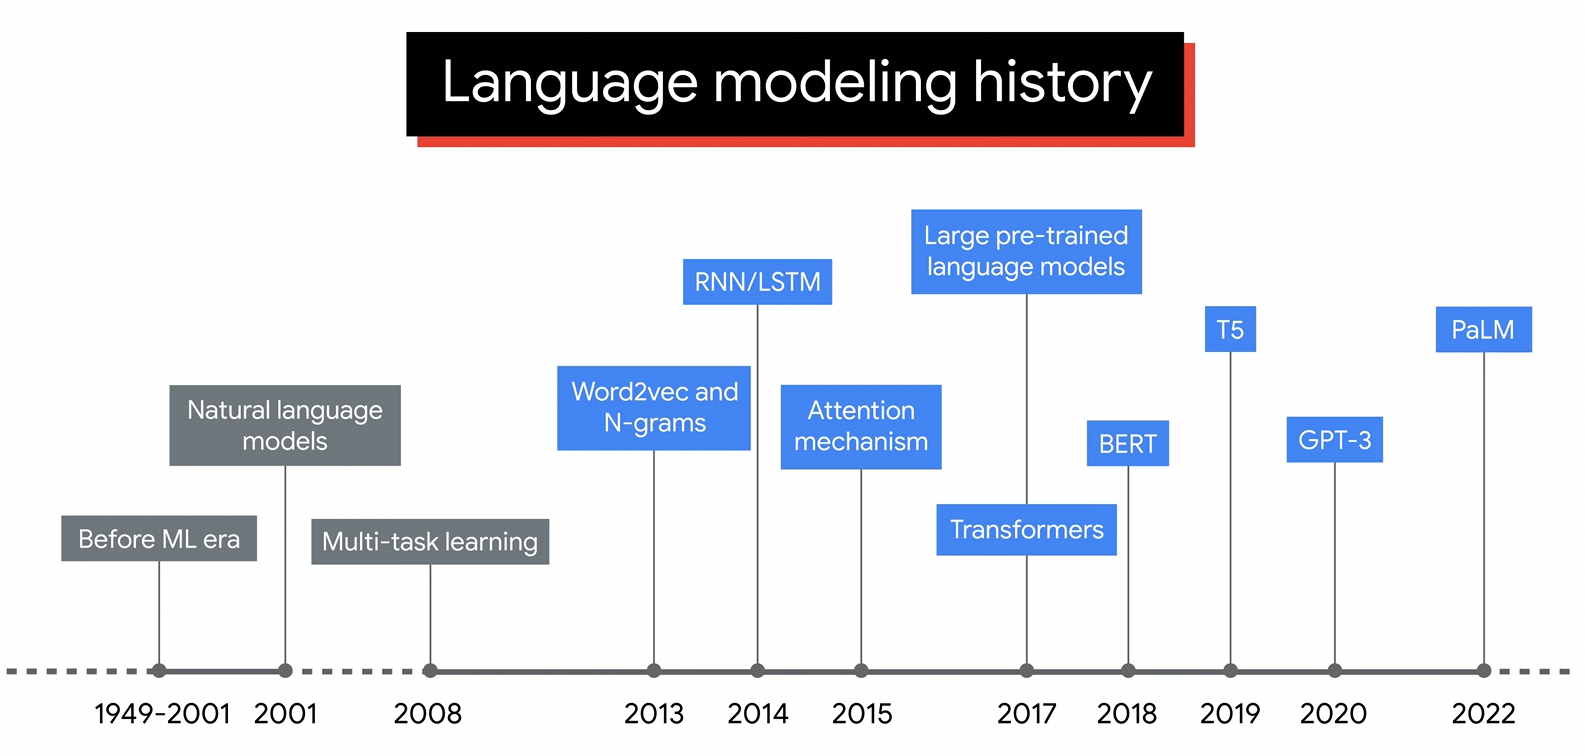 Language modeling history
Before ML era
Natural language
models
Multi-task learning
Word2vec and
N-grams
RNN/LSTM
Attention
mechanism
Large pre-trained
language models
Transformers
BERT
T5
GPT-3
PaLM
1949-2001
2001
2008
2013
2014
2015
2017
2018
2019
2020
2022